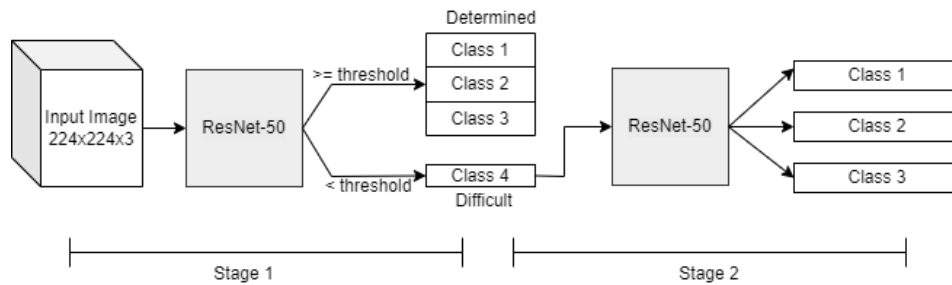 Input Image
224x224x3
ResNet-50
>= threshold
< threshold
Determined
Class 1
Class 2
Class 3
Class 4
Difficult
ResNet-50
Class 1
Class 2
Class 3
Stage 1
Stage 2